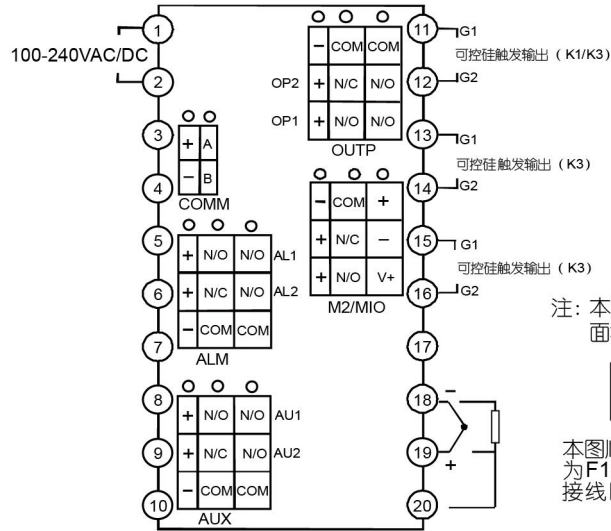 100-240VAC/DC
1
2
3
4
5
6
7
8
9
10
+ A
- B
COMM
+ N/O N/O AL1
+ N/C N/O AL2
- COM COM
ALM
+ N/O N/O AU1
+ N/C N/O AU2
- COM COM
AUX
- COM COM
OP2 + N/C N/O
OP1 + N/O N/O
OUTP
- COM +
+ N/C -
+ N/O V+
M2/MIO
11 G1
可控硅触发输出 ( K1/K3)
12 G2
13 G1
可控硅触发输出 ( K3)
14 G2
15 G1
可控硅触发输出 ( K3)
16 G2
17
18 -
19 +
20
注: 本
面
本图
为F1
接线